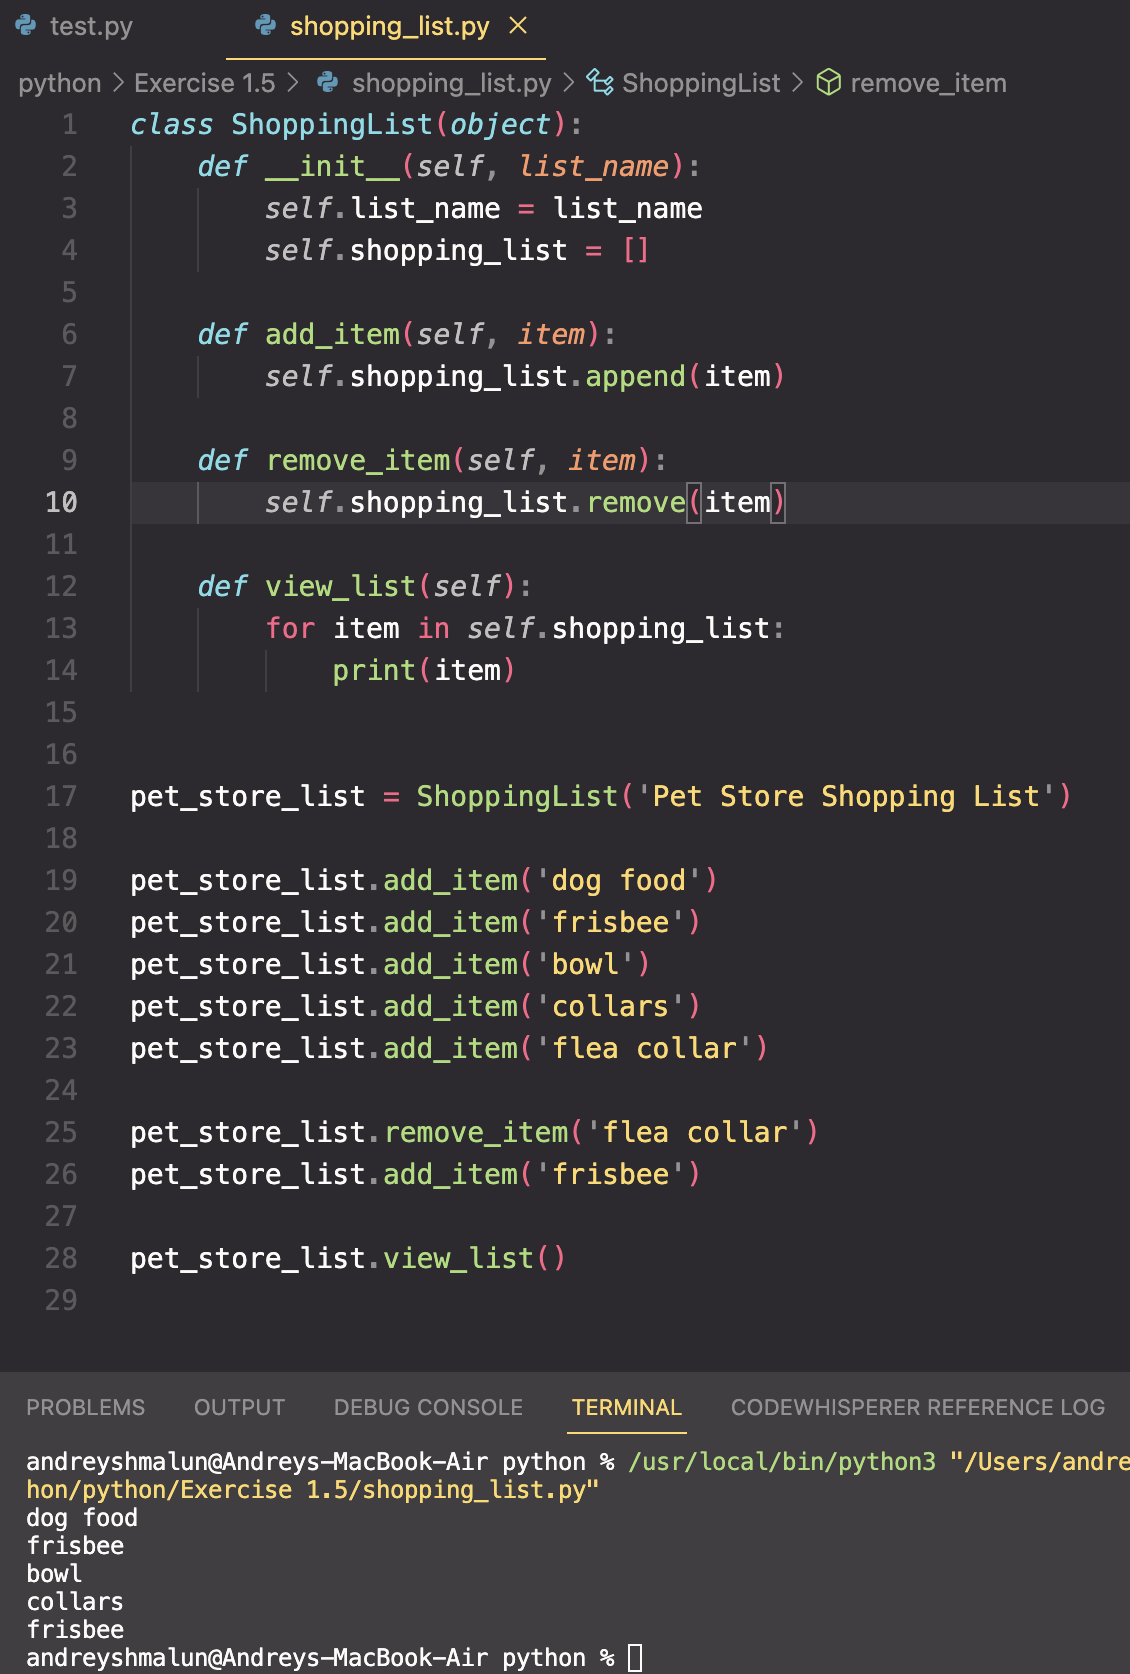 test.py shopping_list.py ×
python > Exercise 1.5 > shopping_list.py > ShoppingList > remove_item
1 class ShoppingList(object):
2     def __init__(self, list_name):
3         self.list_name = list_name
4         self.shopping_list = []
5
6     def add_item(self, item):
7         self.shopping_list.append(item)
8
9     def remove_item(self, item):
10         self.shopping_list.remove(item)
11
12     def view_list(self):
13         for item in self.shopping_list:
14             print(item)
15
16
17 pet_store_list = ShoppingList('Pet Store Shopping List')
18
19 pet_store_list.add_item('dog food')
20 pet_store_list.add_item('frisbee')
21 pet_store_list.add_item('bowl')
22 pet_store_list.add_item('collars')
23 pet_store_list.add_item('flea collar')
24
25 pet_store_list.remove_item('flea collar')
26 pet_store_list.add_item('frisbee')
27
28 pet_store_list.view_list()
29
PROBLEMS OUTPUT DEBUG CONSOLE TERMINAL CODEWHISPERER REFERENCE LOG
andreyshmalun@Andreys-MacBook-Air python % /usr/local/bin/python3 "/Users/andre
hon/python/Exercise 1.5/shopping_list.py"
dog food
frisbee
bowl
collars
frisbee
andreyshmalun@Andreys-MacBook-Air python %